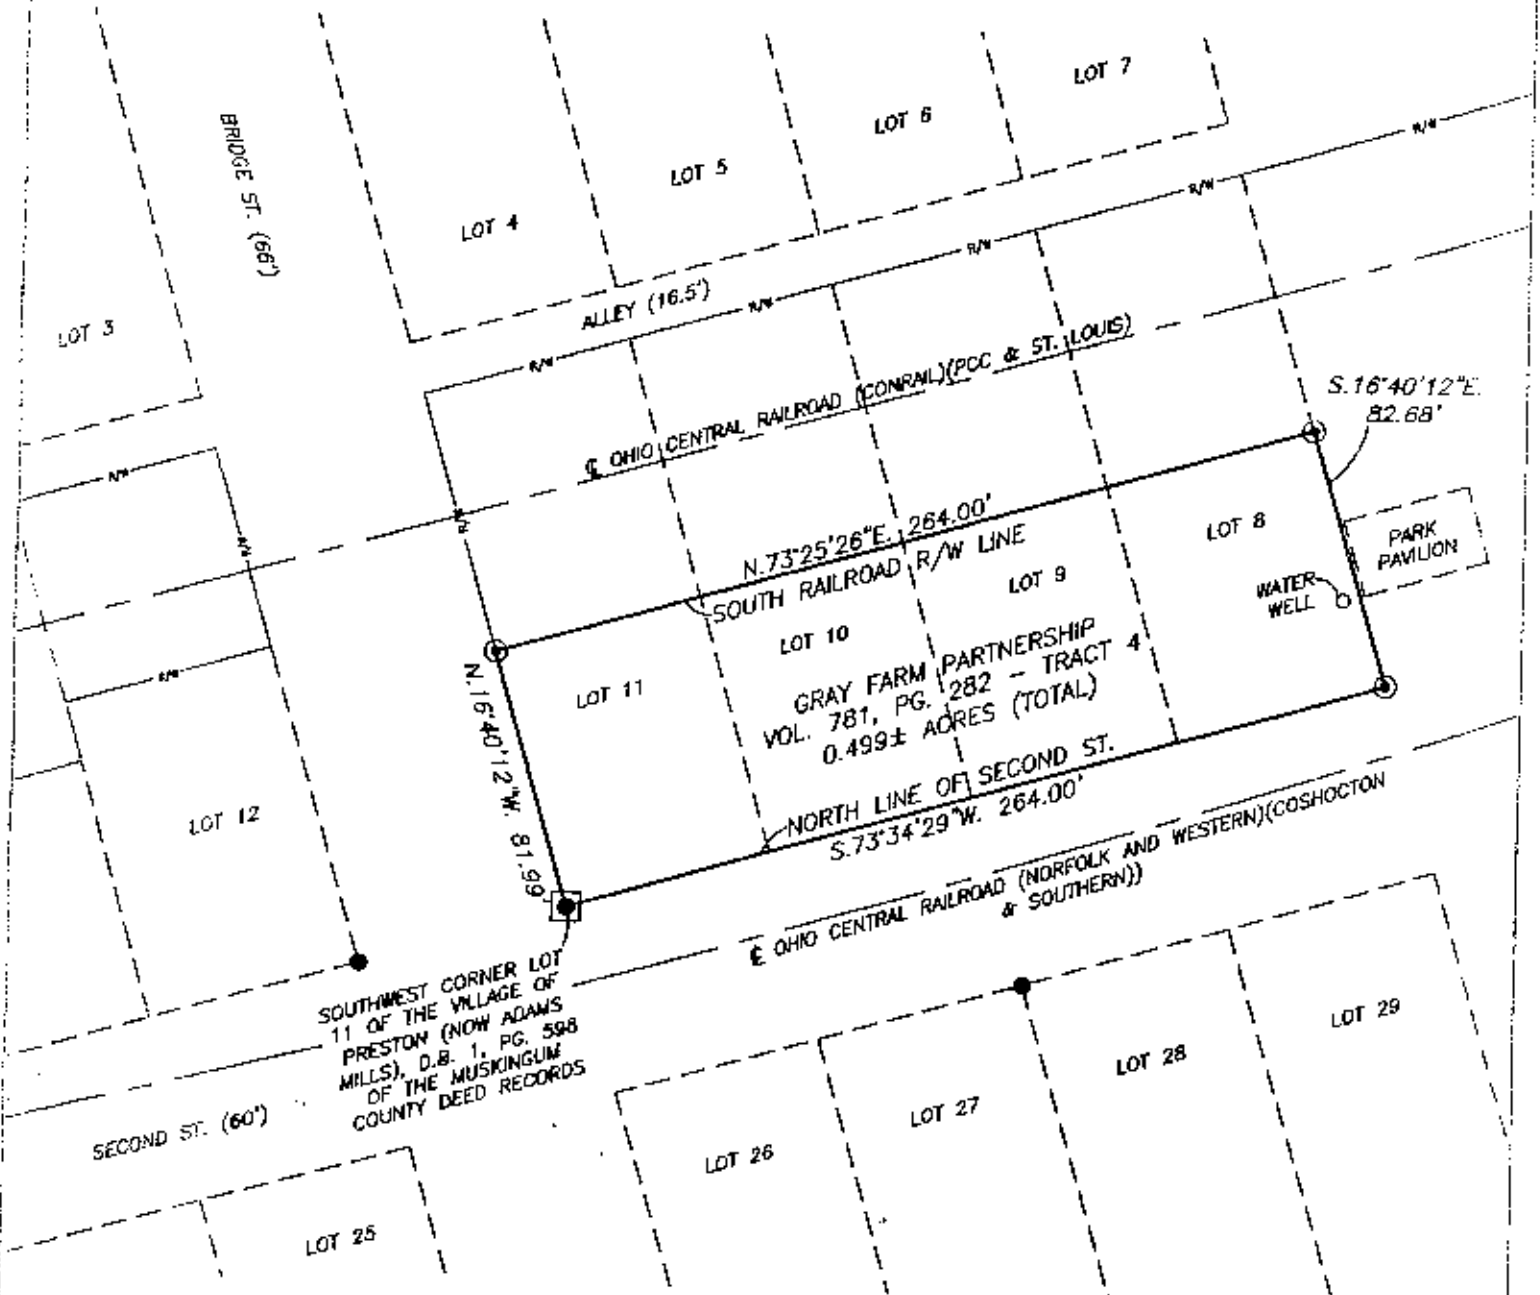 LOT 7
LOT 6
LOT 5
LOT 4
BRIDGE ST. (66')
LOT 3
R/W
R/W
R/W
R/W
R/W
ALLEY (16.5')
℄ OHIO CENTRAL RAILROAD (CONRAIL)(PCC & ST. LOUIS)
S.16°40'12"E.
82.68'
R/W
R/W
R/W
R/W
N.73°25'26"E. 264.00'
SOUTH RAILROAD R/W LINE
LOT 8
PARK
PAVILION
WATER
WELL
LOT 9
LOT 10
LOT 11
N.16°40'12"W. 81.99'
GRAY FARM PARTNERSHIP
VOL. 781, PG. 282 - TRACT 4
0.499± ACRES (TOTAL)
NORTH LINE OF SECOND ST.
S.73°34'29"W. 264.00'
LOT 12
℄ OHIO CENTRAL RAILROAD (NORFOLK AND WESTERN)(COSHOCTON
& SOUTHERN))
SOUTHWEST CORNER LOT
11 OF THE VILLAGE OF
PRESTON (NOW ADAMS
MILLS), D.B. 1, PG. 598
OF THE MUSKINGUM
COUNTY DEED RECORDS
SECOND ST. (60')
LOT 29
LOT 28
LOT 27
LOT 26
LOT 25